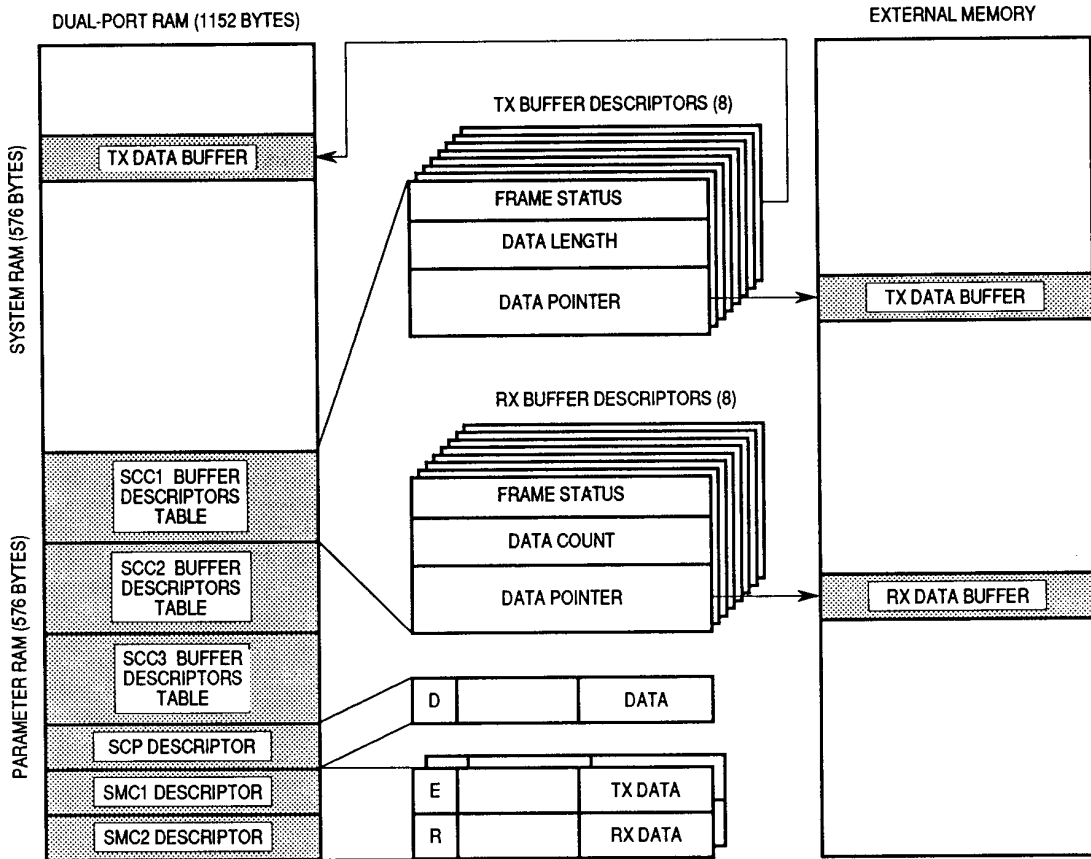 DUAL-PORT RAM (1152 BYTES)
EXTERNAL MEMORY
SYSTEM RAM (576 BYTES)
PARAMETER RAM (576 BYTES)
TX DATA BUFFER
SCC1 BUFFER
DESCRIPTORS
TABLE
SCC2 BUFFER
DESCRIPTORS
TABLE
SCC3 BUFFER
DESCRIPTORS
TABLE
SCP DESCRIPTOR
SMC1 DESCRIPTOR
SMC2 DESCRIPTOR
TX BUFFER DESCRIPTORS (8)
FRAME STATUS
DATA LENGTH
DATA POINTER
RX BUFFER DESCRIPTORS (8)
FRAME STATUS
DATA COUNT
DATA POINTER
D DATA
E TX DATA
R RX DATA
TX DATA BUFFER
RX DATA BUFFER